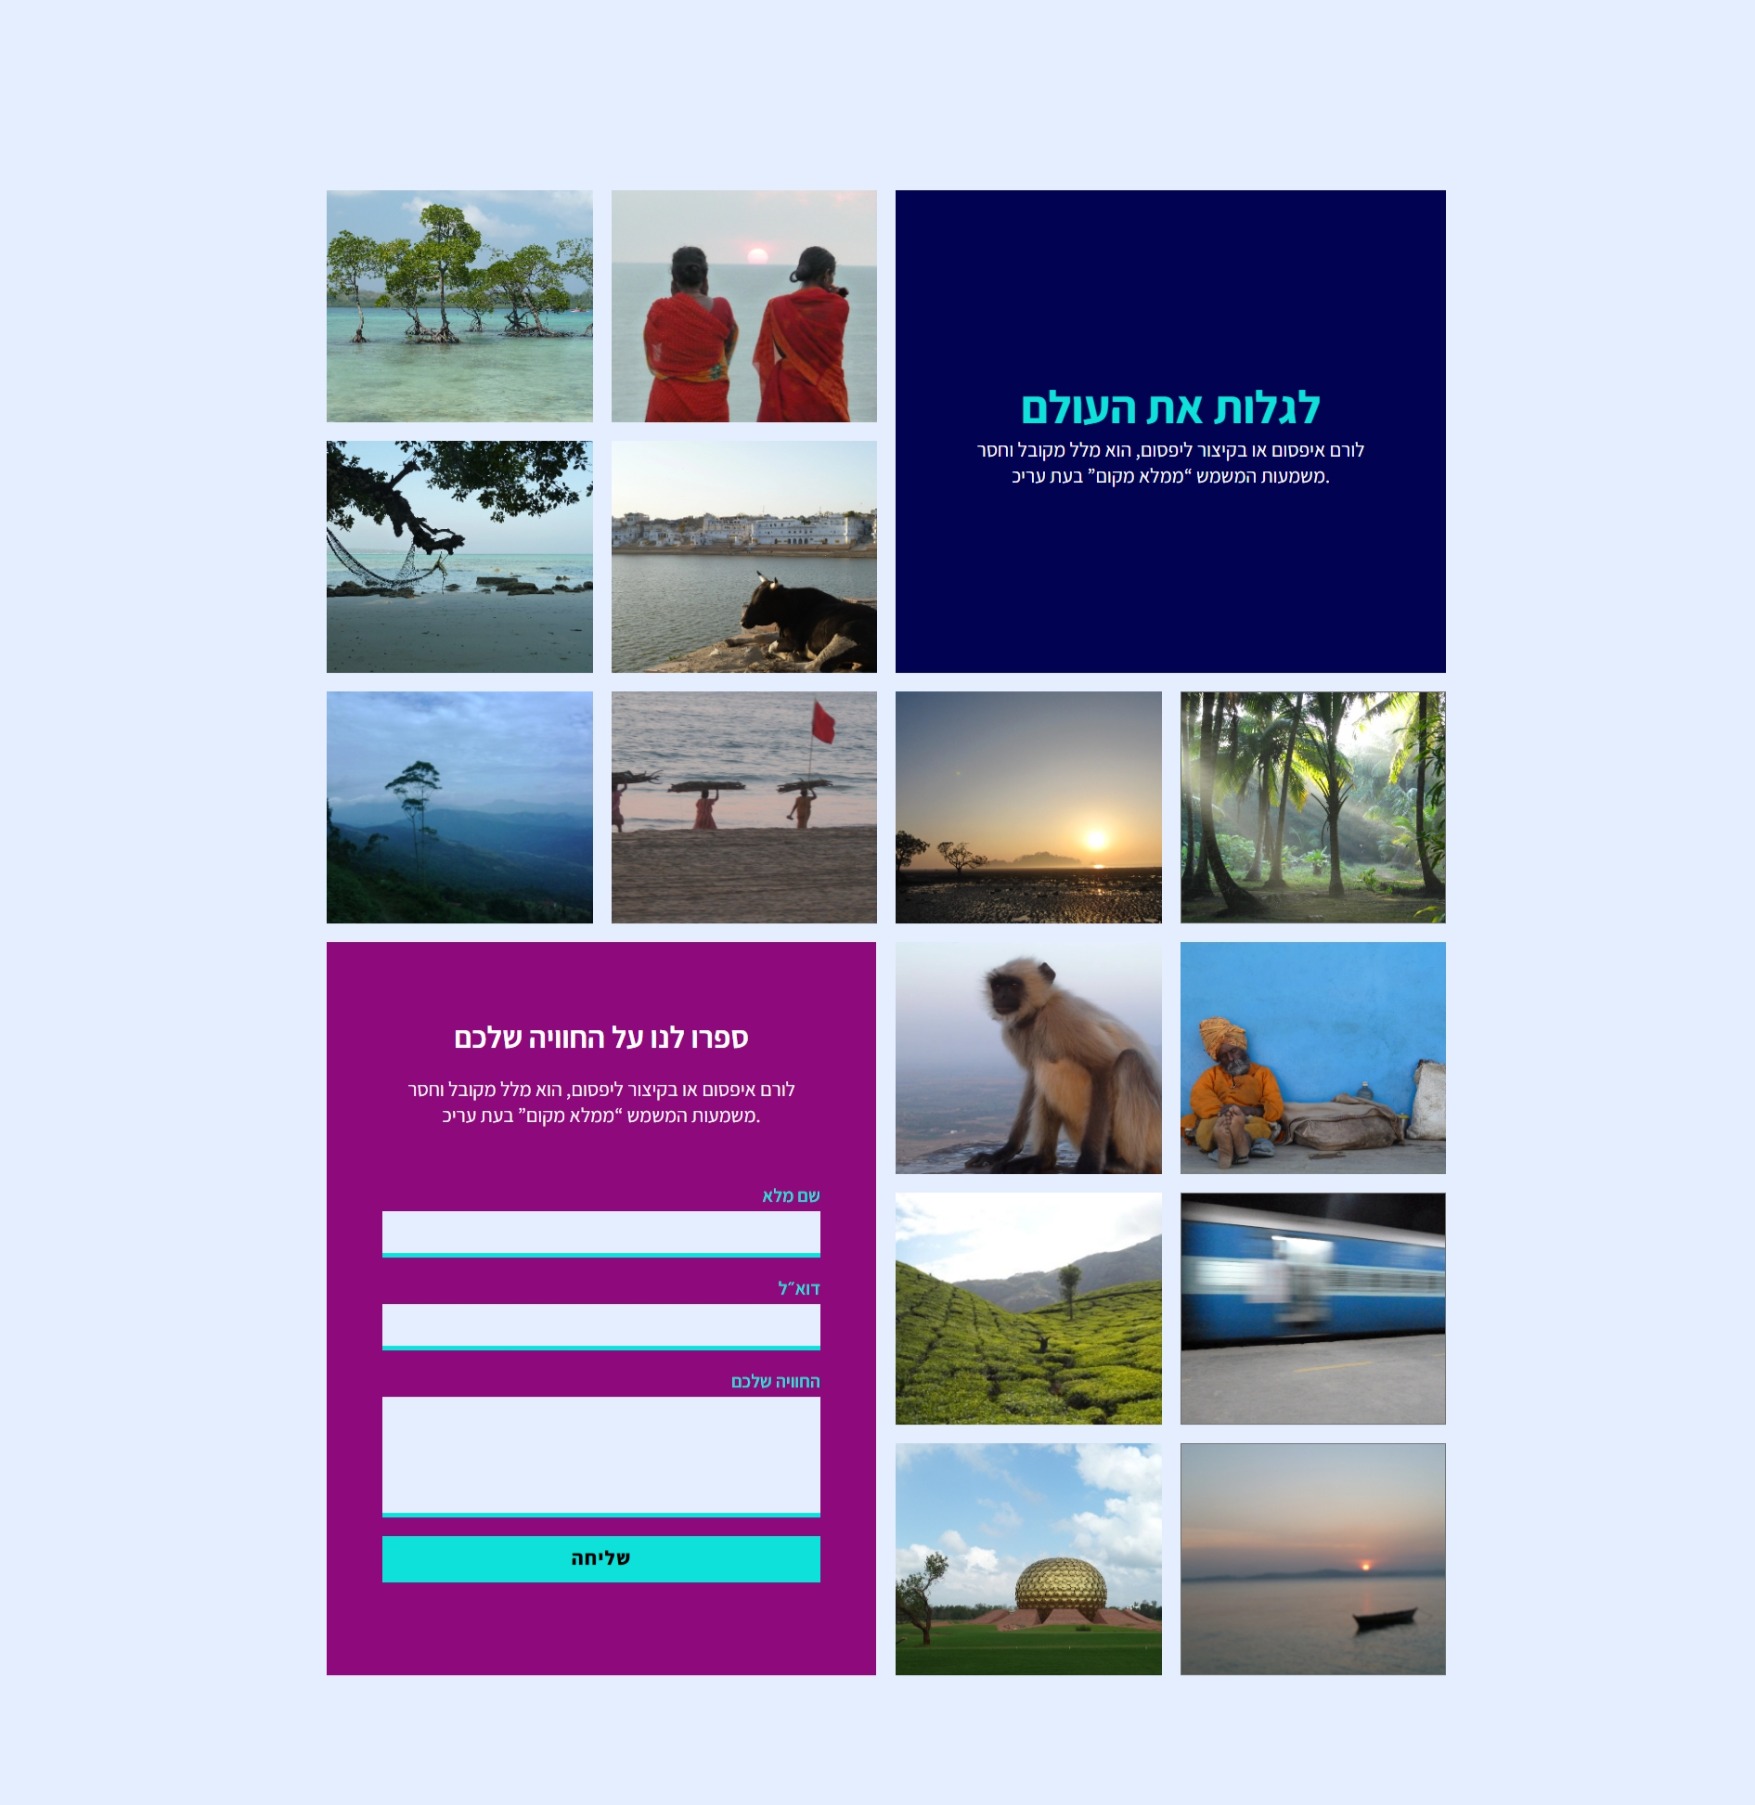 לגלות את העולם
לורם איפסום או בקיצור ליפסום, הוא מלל מקובל וחסר
משמעות המשמש “ממלא מקום” בעת עריכ.
ספרו לנו על החוויה שלכם
לורם איפסום או בקיצור ליפסום, הוא מלל מקובל וחסר
משמעות המשמש “ממלא מקום” בעת עריכ.
שם מלא
דוא״ל
החוויה שלכם
שליחה